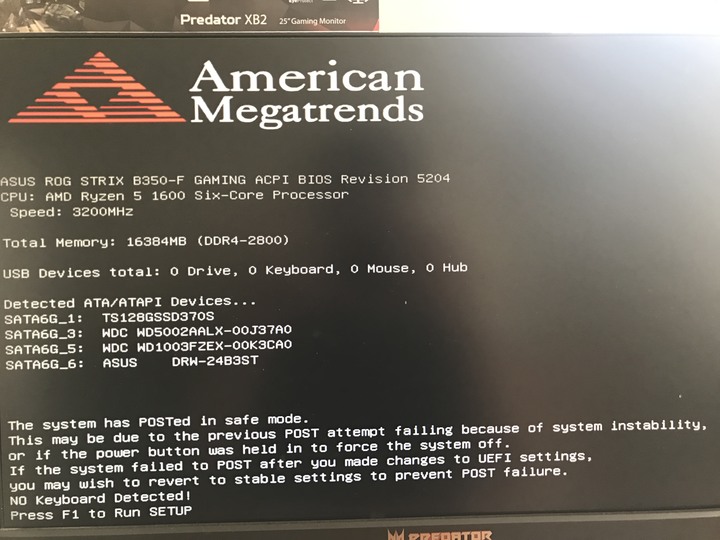 Predator XB2 25" Gaming Monitor
American
Megatrends
ASUS ROG STRIX B350-F GAMING ACPI BIOS Revision 5204
CPU: AMD Ryzen 5 1600 Six-Core Processor
Speed: 3200MHz
Total Memory: 16384MB (DDR4-2800)
USB Devices total: 0 Drive, 0 Keyboard, 0 Mouse, 0 Hub
Detected ATA/ATAPI Devices...
SATA6G_1: TS128GSSD370S
SATA6G_3: WDC WD5002AALX-00J37A0
SATA6G_5: WDC WD1003FZEX-00K3CA0
SATA6G_6: ASUS DRW-24B3ST
The system has POSTed in safe mode.
This may be due to the previous POST attempt failing because of system instability,
or if the power button was held in to force the system off.
If the system failed to POST after you made changes to UEFI settings,
you may wish to revert to stable settings to prevent POST failure.
NO Keyboard Detected!
Press F1 to Run SETUP
PREDATOR